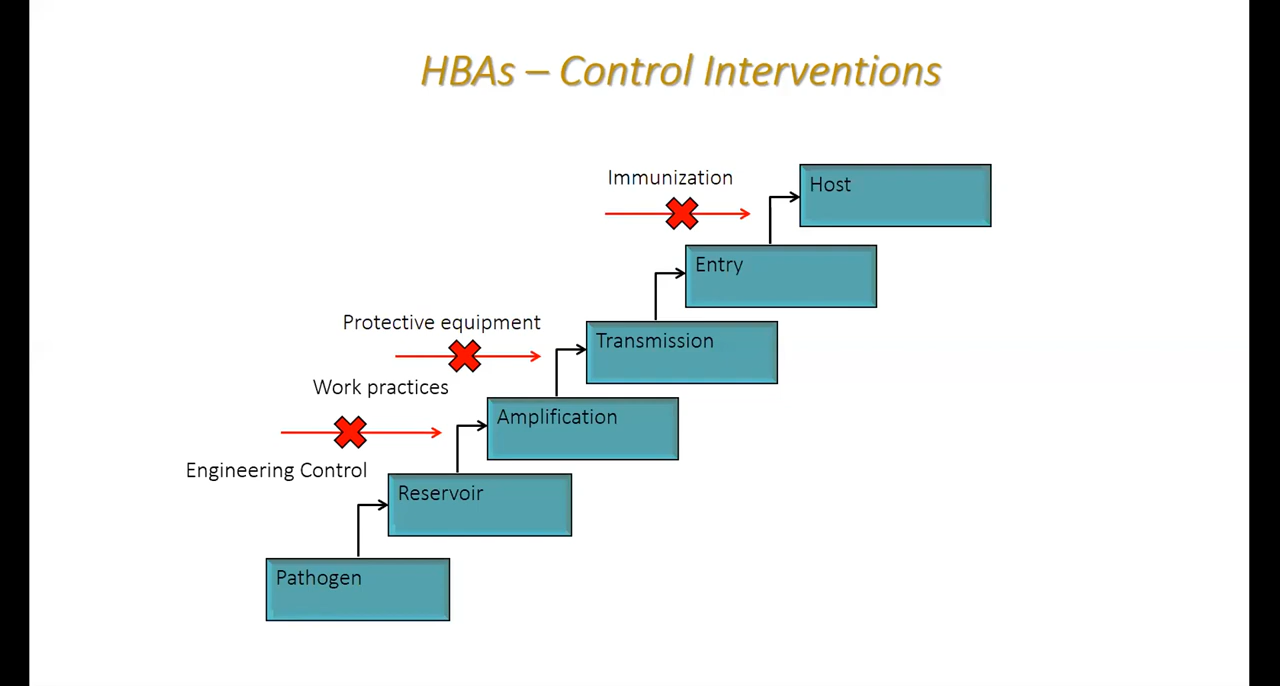 HBAs – Control Interventions
Immunization
Host
Entry
Protective equipment
Transmission
Work practices
Amplification
Engineering Control
Reservoir
Pathogen